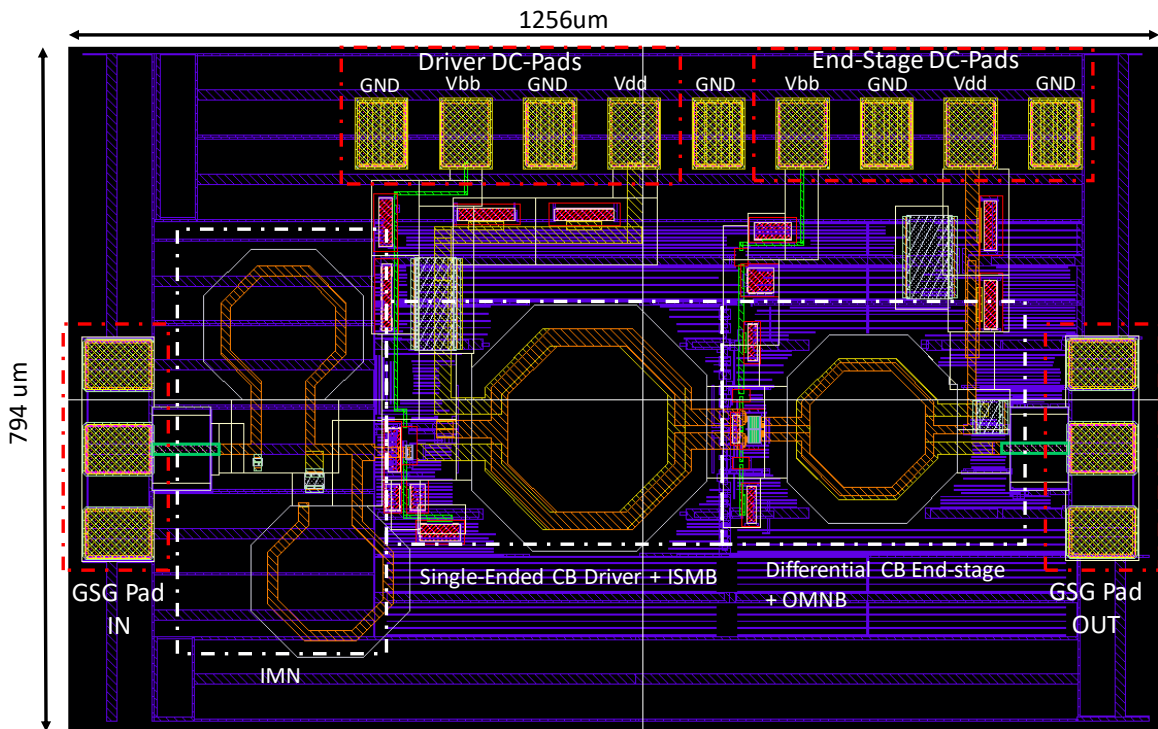 1256um
794 um
Driver DC-Pads
End-Stage DC-Pads
GND Vbb GND Vdd GND Vbb GND Vdd GND
GSG Pad
IN
IMN
Single-Ended CB Driver + ISMB
Differential CB End-stage
+ OMNB
GSG Pad
OUT